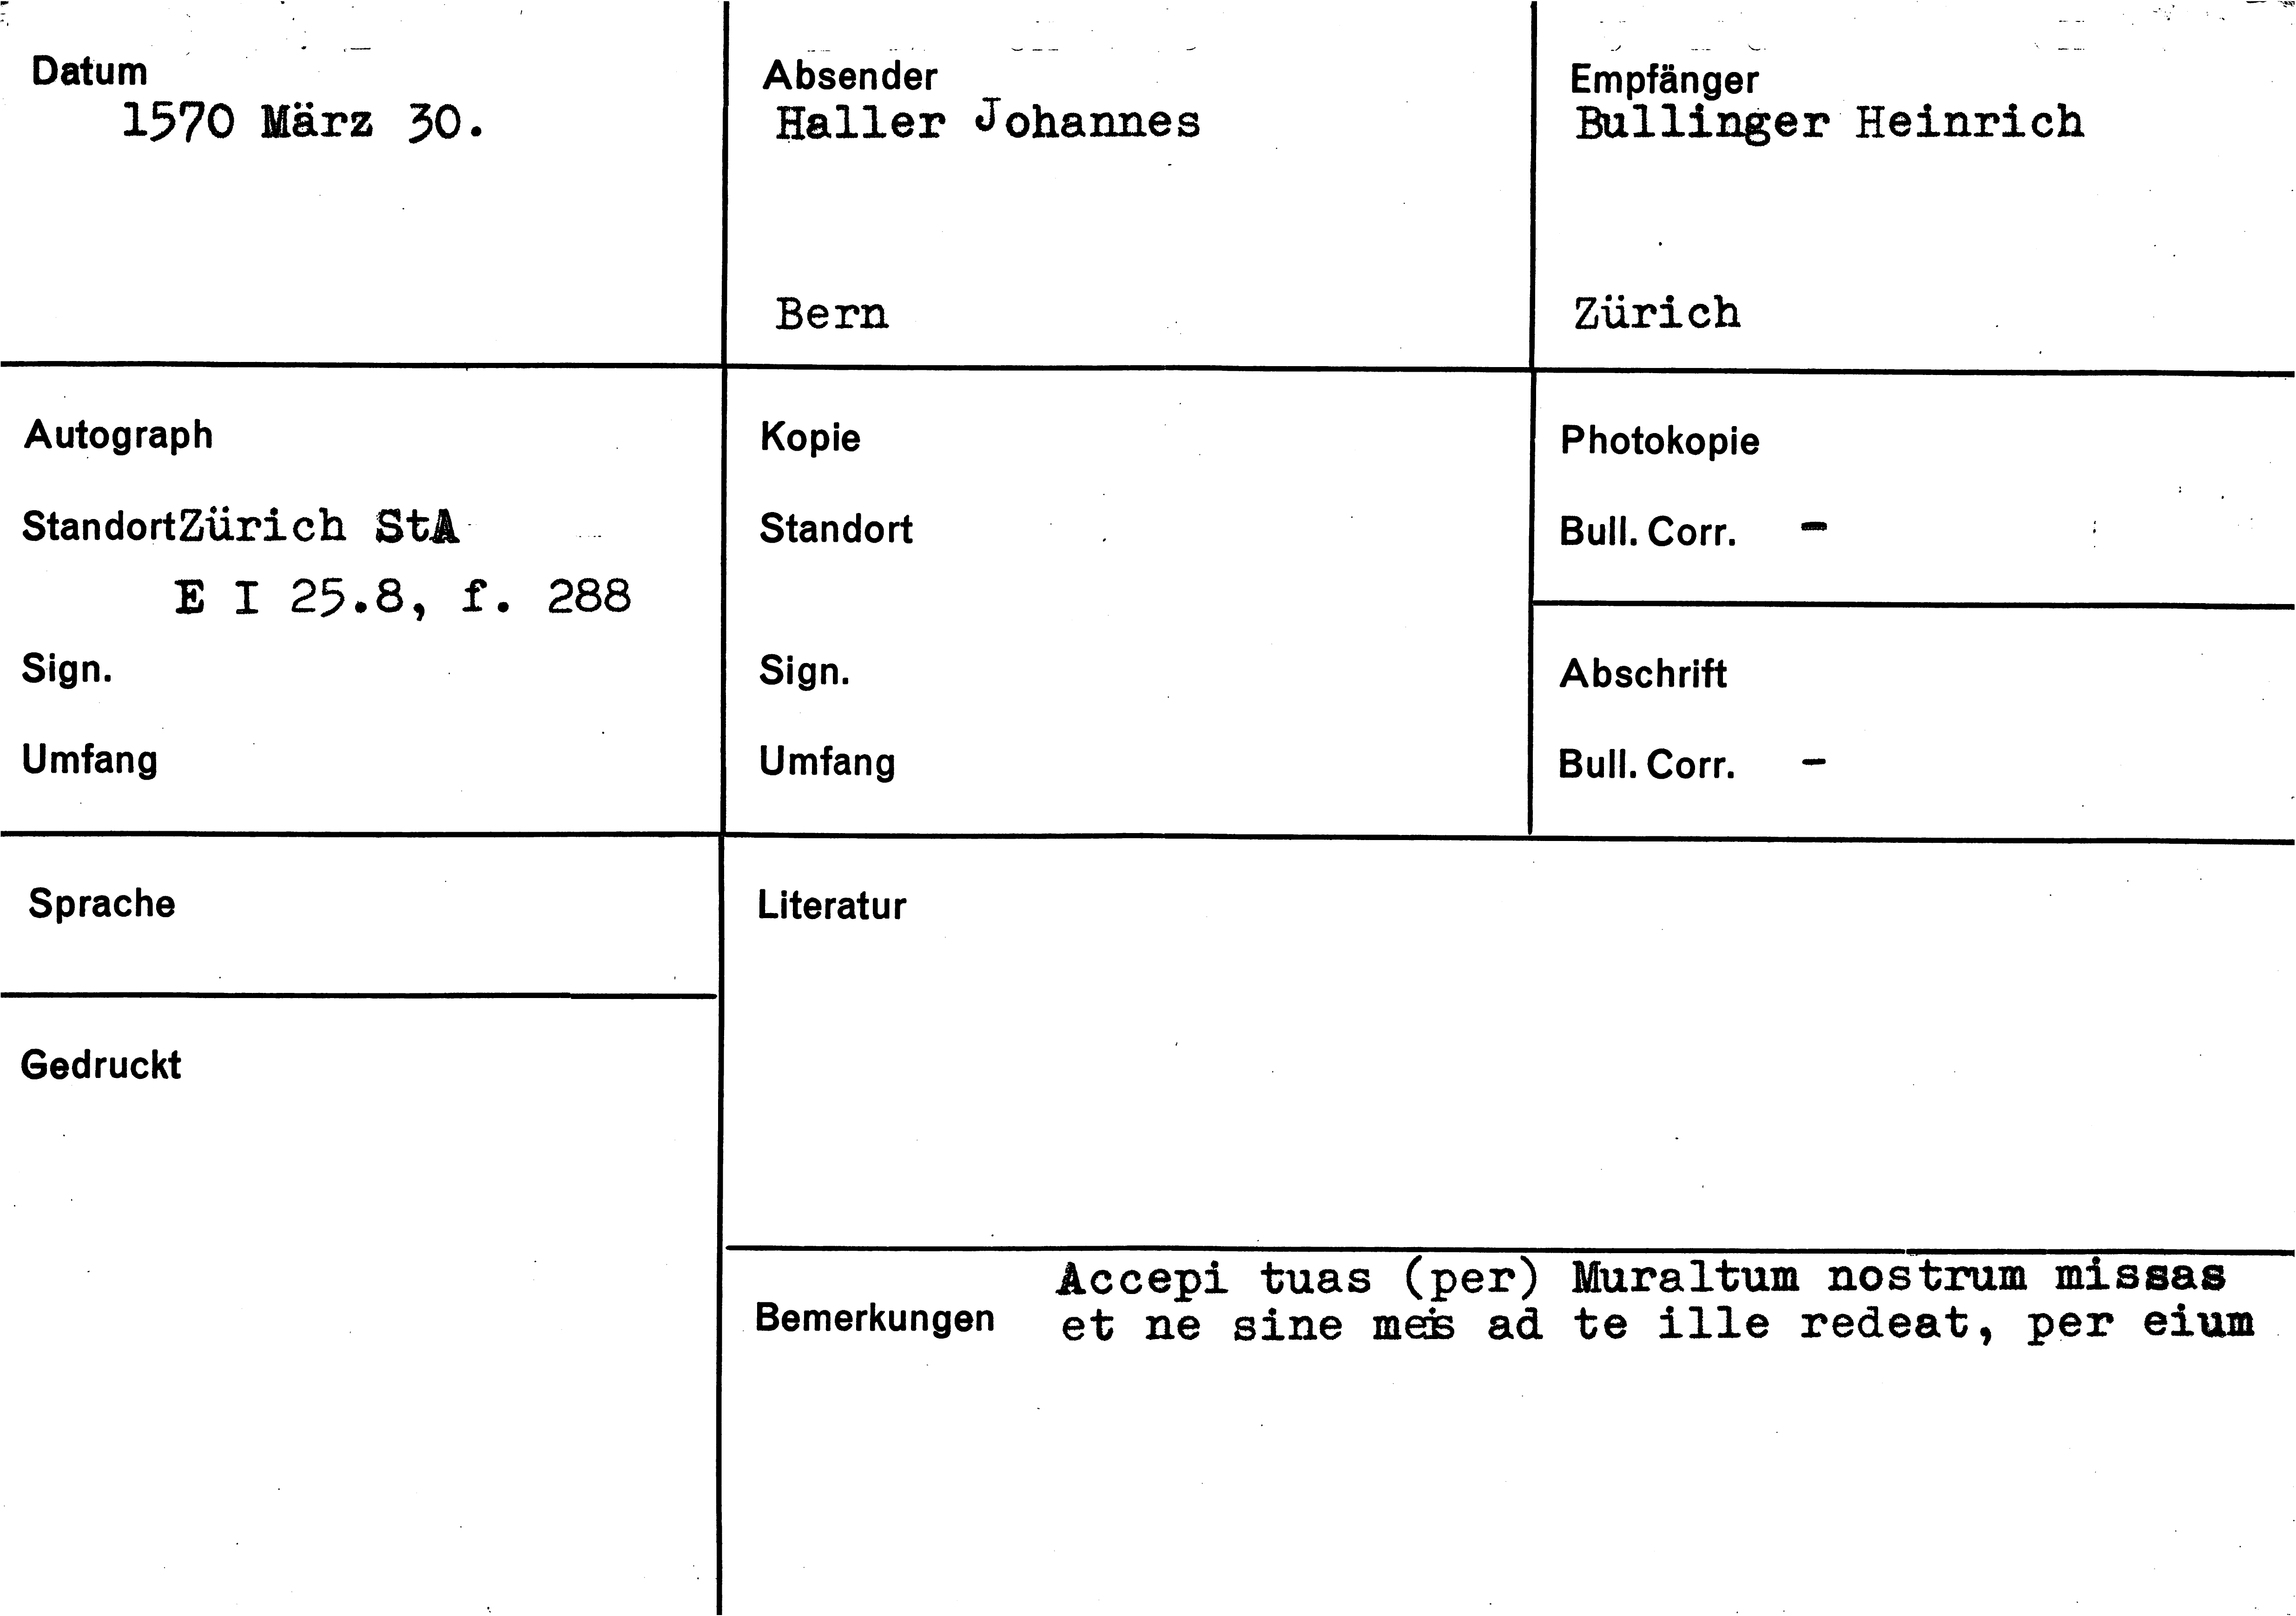 Datum
1570 März 30.
Absender
Haller Johannes
Bern
Empfänger
Bullinger Heinrich
Zürich
Autograph
Standort Zürich StA
E I 25.8, f. 288
Sign.
Umfang
Kopie
Standort
Sign.
Umfang
Photokopie
Bull. Corr. -
Abschrift
Bull. Corr. -
Sprache
Gedruckt
Literatur
Bemerkungen
Accepi tuas (per) Muraltum nostrum missas
et ne sine meis ad te ille redeat, per eium